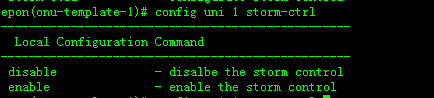 epon(onu-template-1)# config uni 1 storm-ctrl
Local Configuration Command
disable - disalbe the storm control
enable - enable the storm control